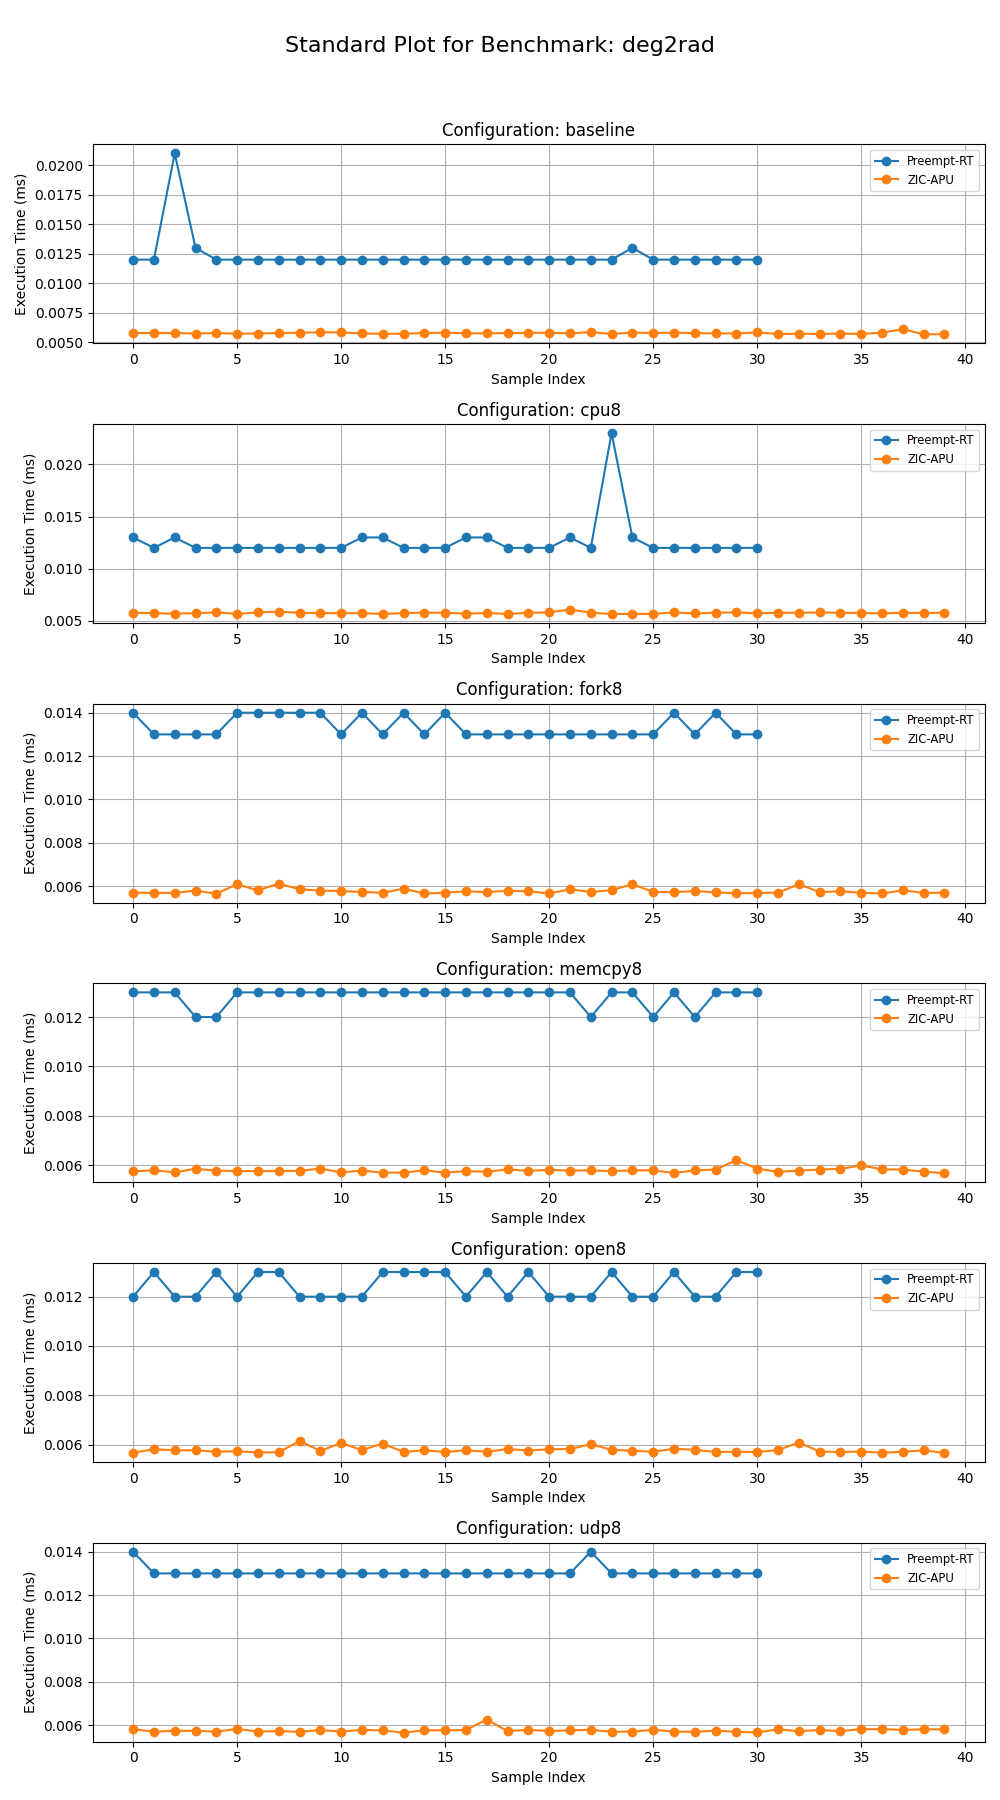 Standard Plot for Benchmark: deg2rad
Configuration: baseline
Preempt-RT
ZIC-APU
Execution Time (ms)
0.0200
0.0175
0.0150
0.0125
0.0100
0.0075
0.0050
0 5 10 15 20 25 30 35 40
Sample Index
Configuration: cpu8
Preempt-RT
ZIC-APU
Execution Time (ms)
0.020
0.015
0.010
0.005
0 5 10 15 20 25 30 35 40
Sample Index
Configuration: fork8
Preempt-RT
ZIC-APU
Execution Time (ms)
0.014
0.012
0.010
0.008
0.006
0 5 10 15 20 25 30 35 40
Sample Index
Configuration: memcpy8
Preempt-RT
ZIC-APU
Execution Time (ms)
0.012
0.010
0.008
0.006
0 5 10 15 20 25 30 35 40
Sample Index
Configuration: open8
Preempt-RT
ZIC-APU
Execution Time (ms)
0.012
0.010
0.008
0.006
0 5 10 15 20 25 30 35 40
Sample Index
Configuration: udp8
Preempt-RT
ZIC-APU
Execution Time (ms)
0.014
0.012
0.010
0.008
0.006
0 5 10 15 20 25 30 35 40
Sample Index